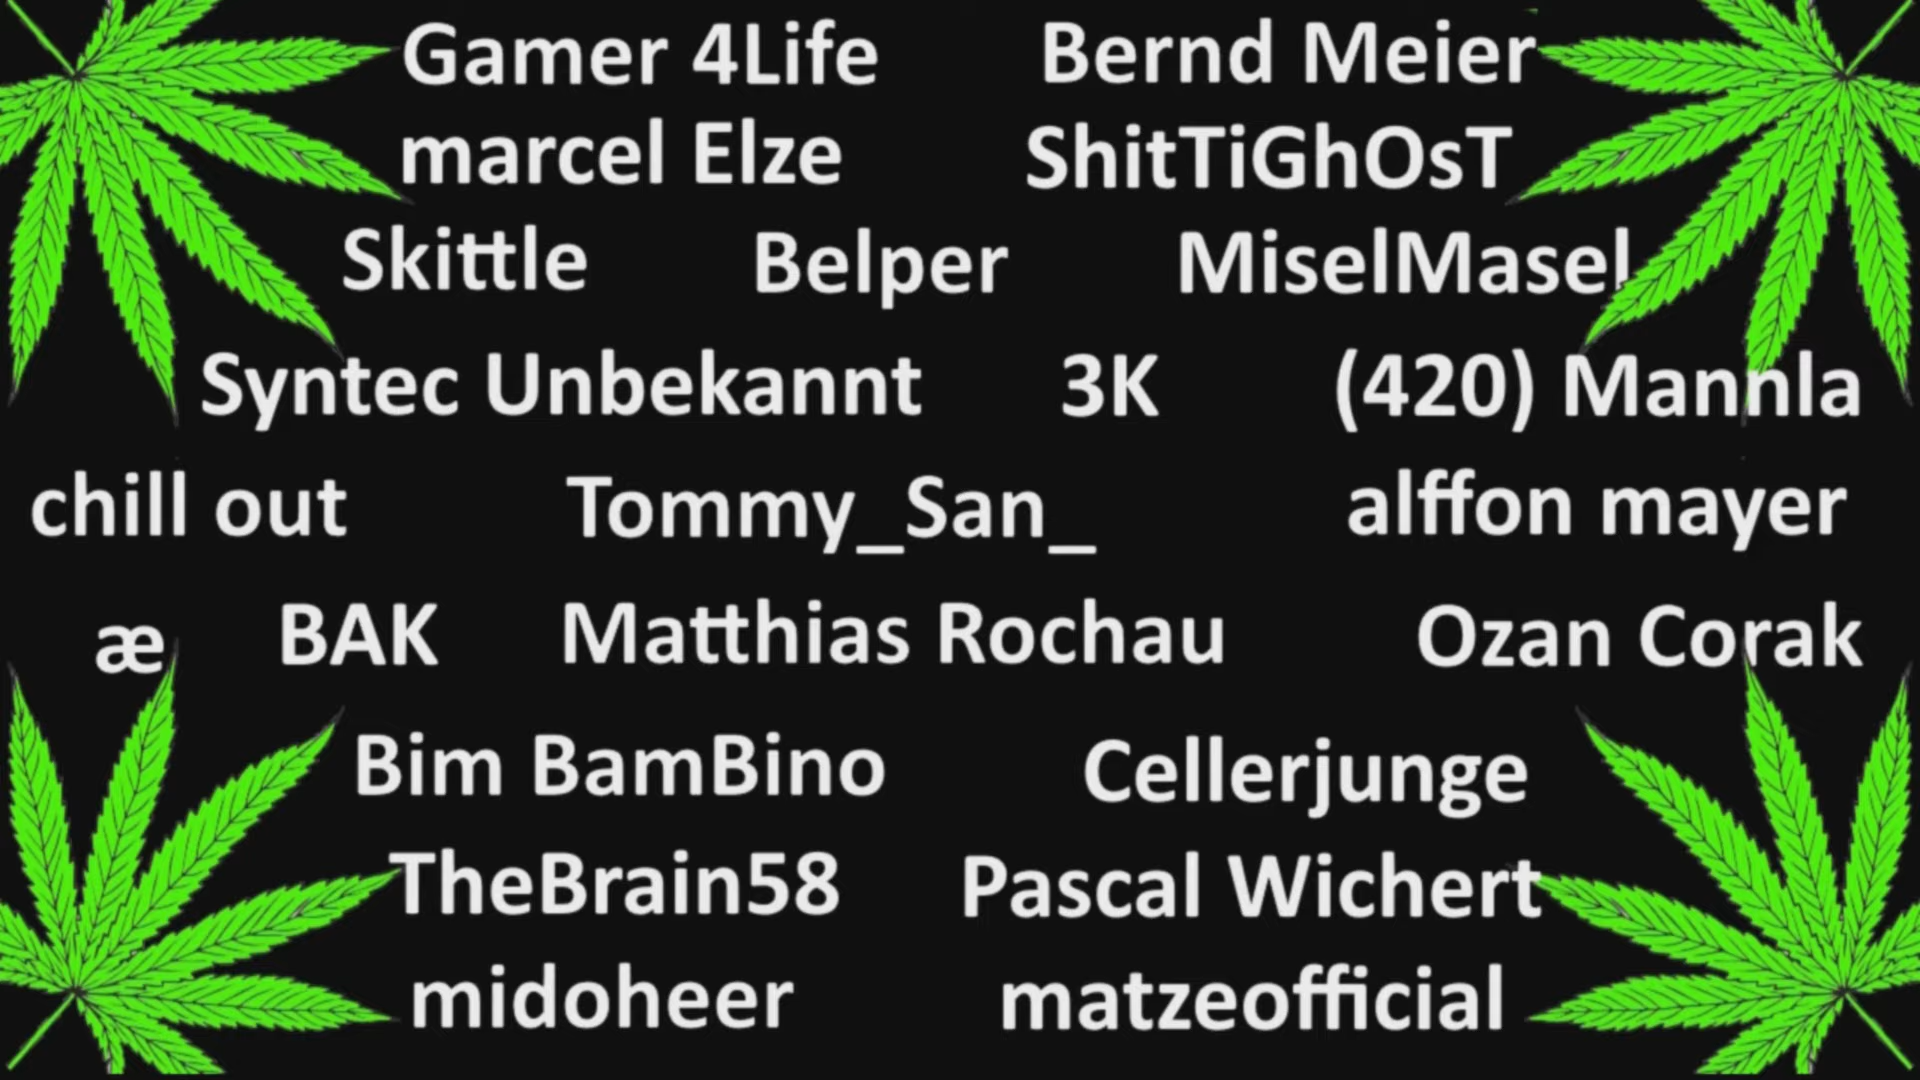 Gamer 4Life Bernd Meier
marcel Elze ShitTiGhOsT
Skittle Belper MiselMasel
Syntec Unbekannt 3K (420) Mannla
chill out Tommy_San_ alffon mayer
æ BAK Matthias Rochau Ozan Corak
Bim BamBino Cellerjunge
TheBrain58 Pascal Wichert
midoheer matzeofficial